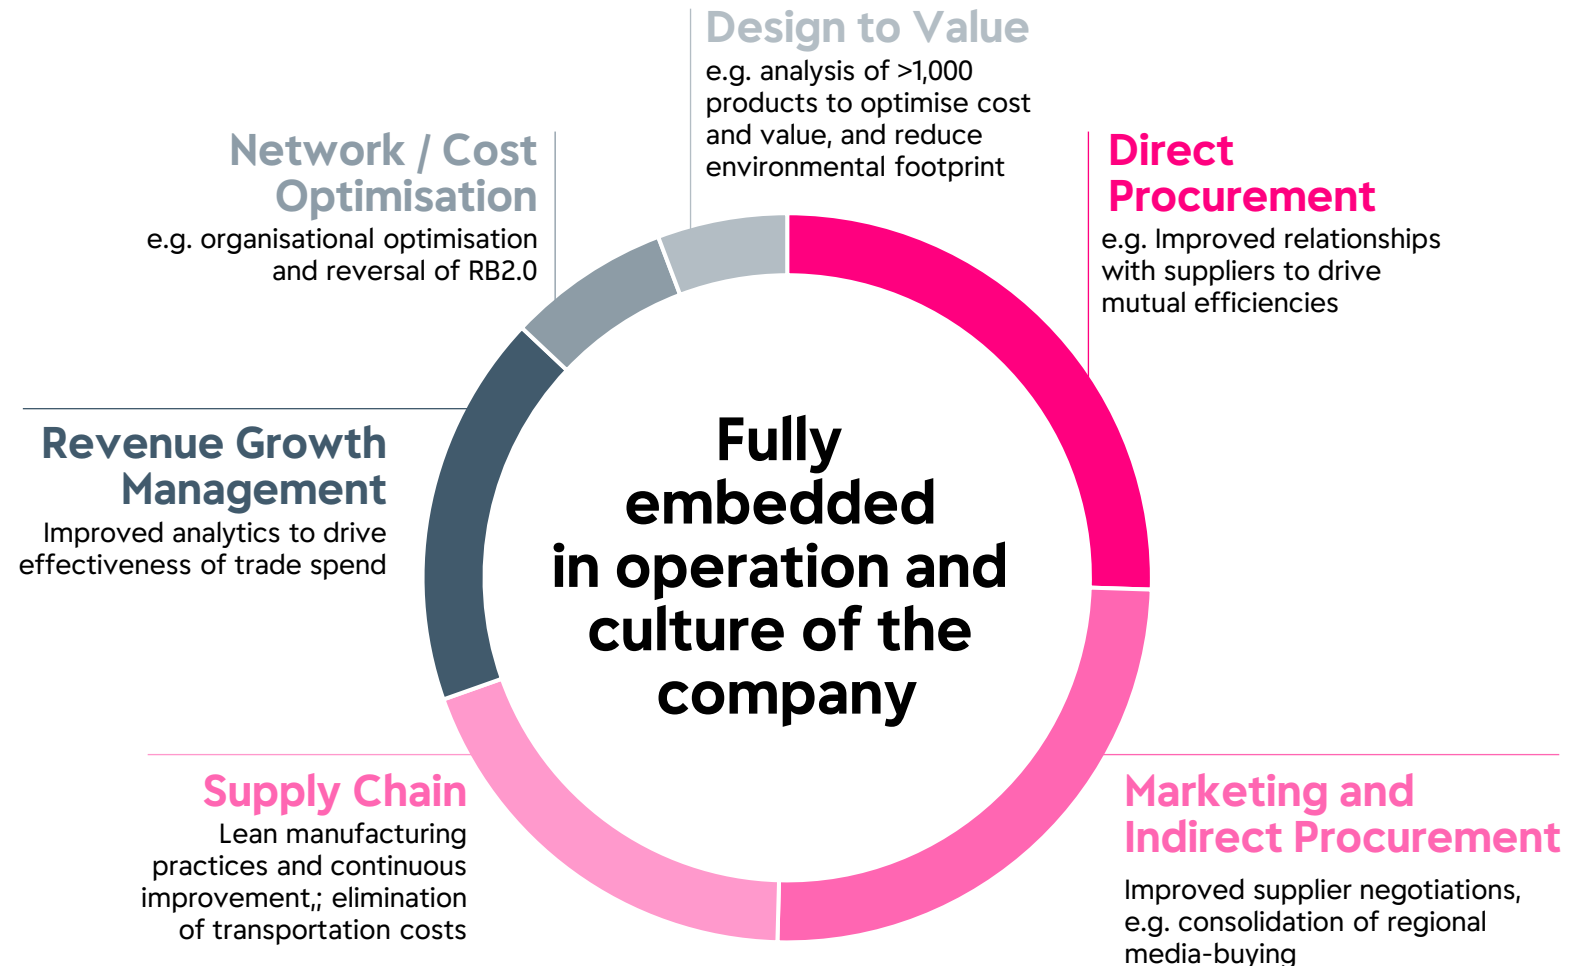 Design to Value
e.g. analysis of >1,000
products to optimise cost
and value, and reduce
environmental footprint
Network / Cost
Optimisation
e.g. organisational optimisation
and reversal of RB2.0
Direct
Procurement
e.g. Improved relationships
with suppliers to drive
mutual efficiencies
Revenue Growth
Management
Improved analytics to drive
effectiveness of trade spend
Fully
embedded
in operation and
culture of the
company
Supply Chain
Lean manufacturing
practices and continuous
improvement,; elimination
of transportation costs
Marketing and
Indirect Procurement
Improved supplier negotiations,
e.g. consolidation of regional
media-buying